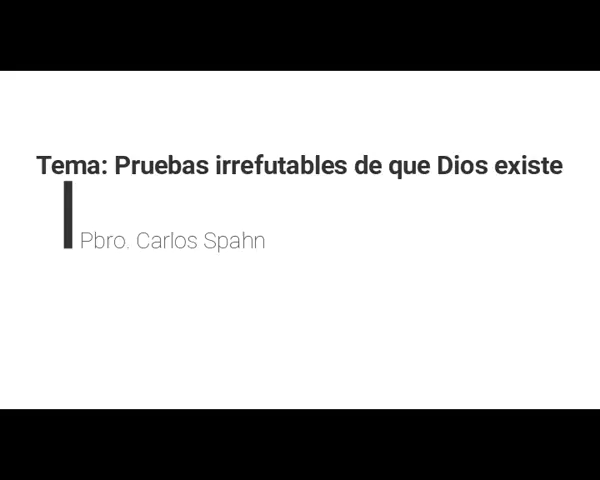 Tema: Pruebas irrefutables de que Dios existe
Pbro. Carlos Spahn